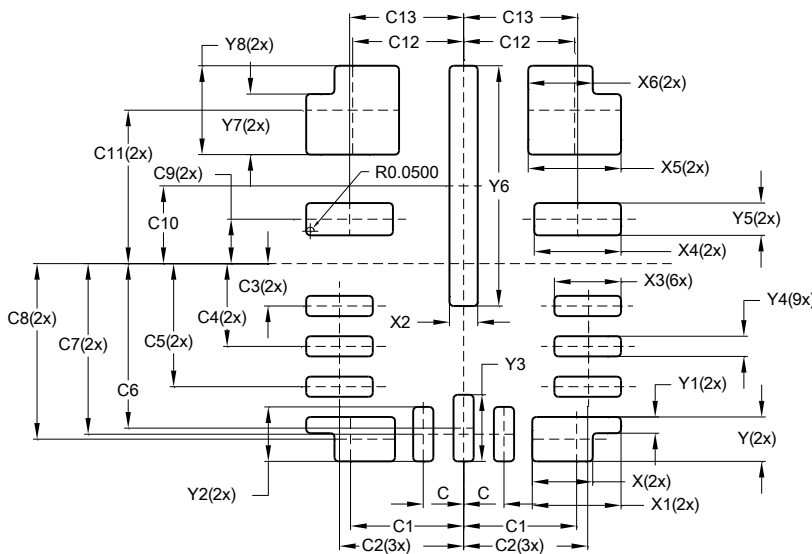 C13 C13
C12 C12
Y8(2x)
X6(2x)
Y7(2x)
C11(2x)
C9(2x)
R0.0500
X5(2x)
Y6
C10
Y5(2x)
X4(2x)
C3(2x)
X3(6x)
Y4(9x)
C8(2x)
C7(2x)
C5(2x)
C4(2x)
X2
C6
Y3
Y1(2x)
Y(2x)
Y2(2x)
C C
X(2x)
X1(2x)
C1 C1
C2(3x) C2(3x)